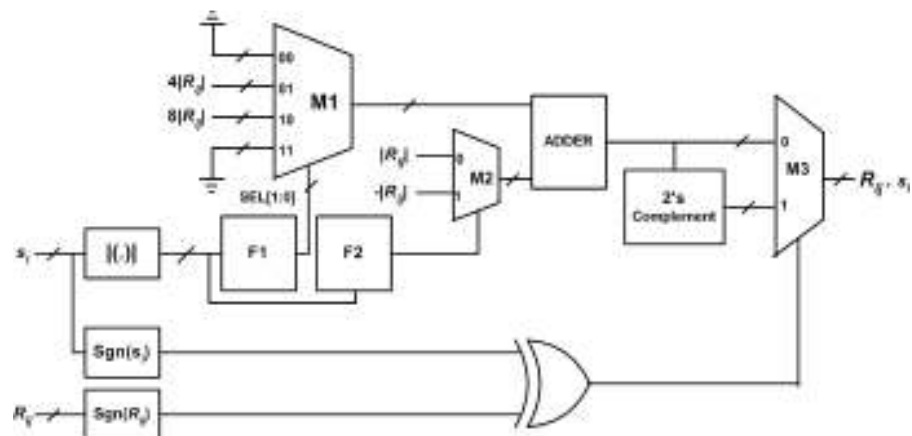 00
4|R_ij|
01
M1
8|R_ij|
10
11
ADDER
0
M3
|R_ij|
0
M2
-|R_ij|
1
SEL[1:0]
2's
Complement
1
R_ij . s_i
s_i
|(.)|
F1
F2
Sgn(s_i)
R_ij
Sgn(R_ij)